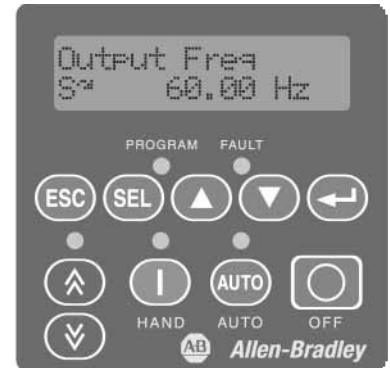 Output Freq
S 60.00 Hz
PROGRAM FAULT
ESC SEL
AUTO
HAND AUTO OFF
AB Allen-Bradley